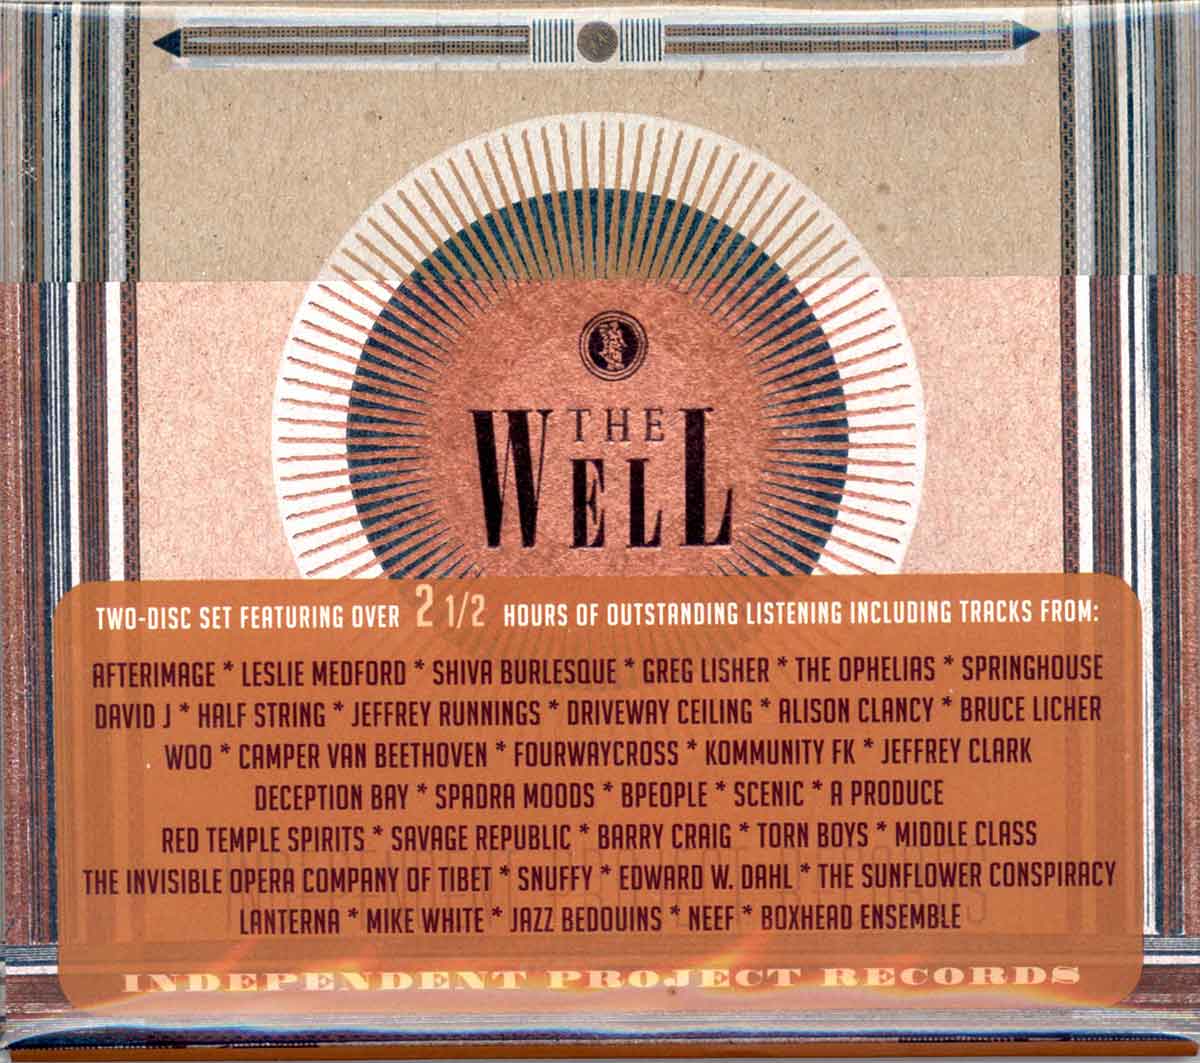 THE
WELL
TWO-DISC SET FEATURING OVER 2 1/2 HOURS OF OUTSTANDING LISTENING INCLUDING TRACKS FROM:
AFTERIMAGE * LESLIE MEDFORD * SHIVA BURLESQUE * GREG LISHER * THE OPHELIAS * SPRINGHOUSE
DAVID J * HALF STRING * JEFFREY RUNNINGS * DRIVEWAY CEILING * ALISON CLANCY * BRUCE LICHER
WOO * CAMPER VAN BEETHOVEN * FOURWAYCROSS * KOMMUNITY FK * JEFFREY CLARK
DECEPTION BAY * SPADRA MOODS * BPEOPLE * SCENIC * A PRODUCE
RED TEMPLE SPIRITS * SAVAGE REPUBLIC * BARRY CRAIG * TORN BOYS * MIDDLE CLASS
THE INVISIBLE OPERA COMPANY OF TIBET * SNUFFY * EDWARD W. DAHL * THE SUNFLOWER CONSPIRACY
LANTERNA * MIKE WHITE * JAZZ BEDOUINS * NEEF * BOXHEAD ENSEMBLE
INDEPENDENT PROJECT RECORDS